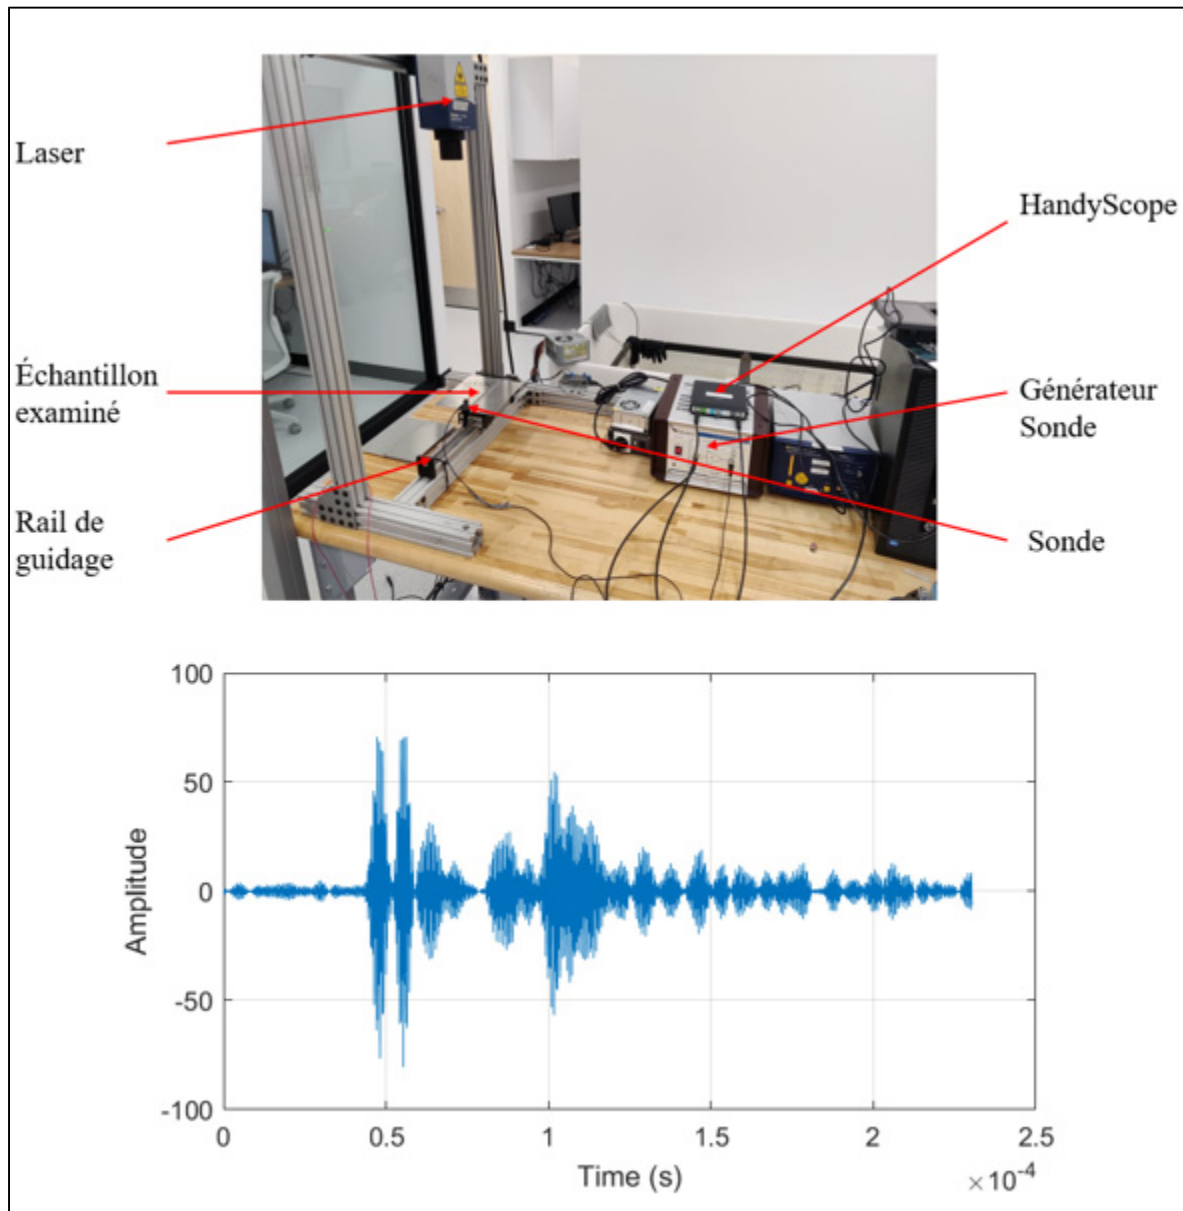 Laser
HandyScope
Échantillon
examiné
Générateur
Sonde
Rail de
guidage
Sonde
100
50
0
-50
-100
Amplitude
0
0.5
1
1.5
2
2.5
Time (s)
×10⁻⁴